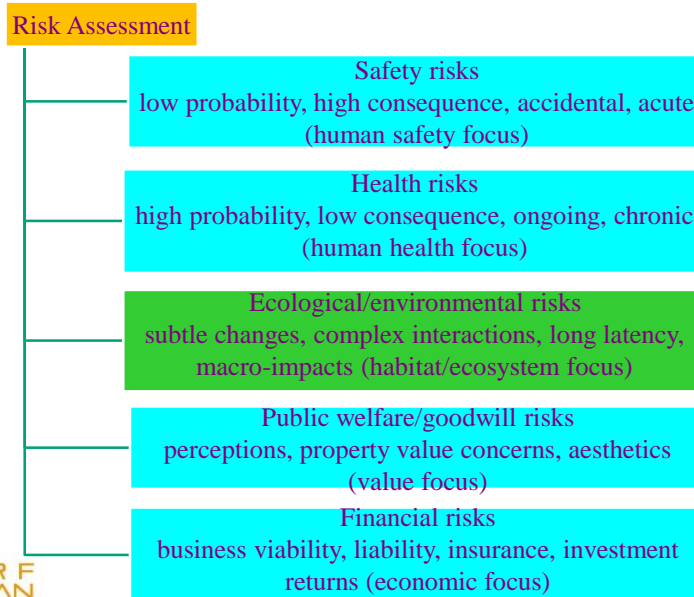 Risk Assessment
Safety risks
low probability, high consequence, accidental, acute
(human safety focus)
Health risks
high probability, low consequence, ongoing, chronic
(human health focus)
Ecological/environmental risks
subtle changes, complex interactions, long latency,
macro-impacts (habitat/ecosystem focus)
Public welfare/goodwill risks
perceptions, property value concerns, aesthetics
(value focus)
Financial risks
business viability, liability, insurance, investment
returns (economic focus)